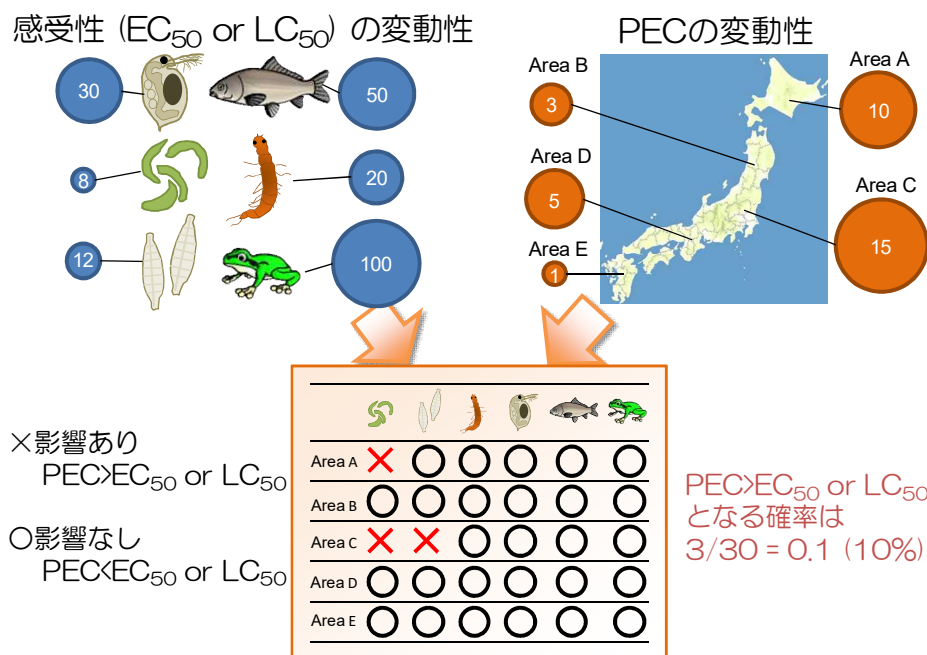 感受性 (EC50 or LC50) の変動性
30
50
8
20
12
100
PECの変動性
Area B
3
Area A
10
Area D
5
Area C
15
Area E
1
×影響あり
PEC>EC50 or LC50
○影響なし
PEC<EC50 or LC50
Area A × ○ ○ ○ ○ ○
Area B ○ ○ ○ ○ ○ ○
Area C × × ○ ○ ○ ○
Area D ○ ○ ○ ○ ○ ○
Area E ○ ○ ○ ○ ○ ○
PEC>EC50 or LC50
となる確率は
3/30 = 0.1 (10%)